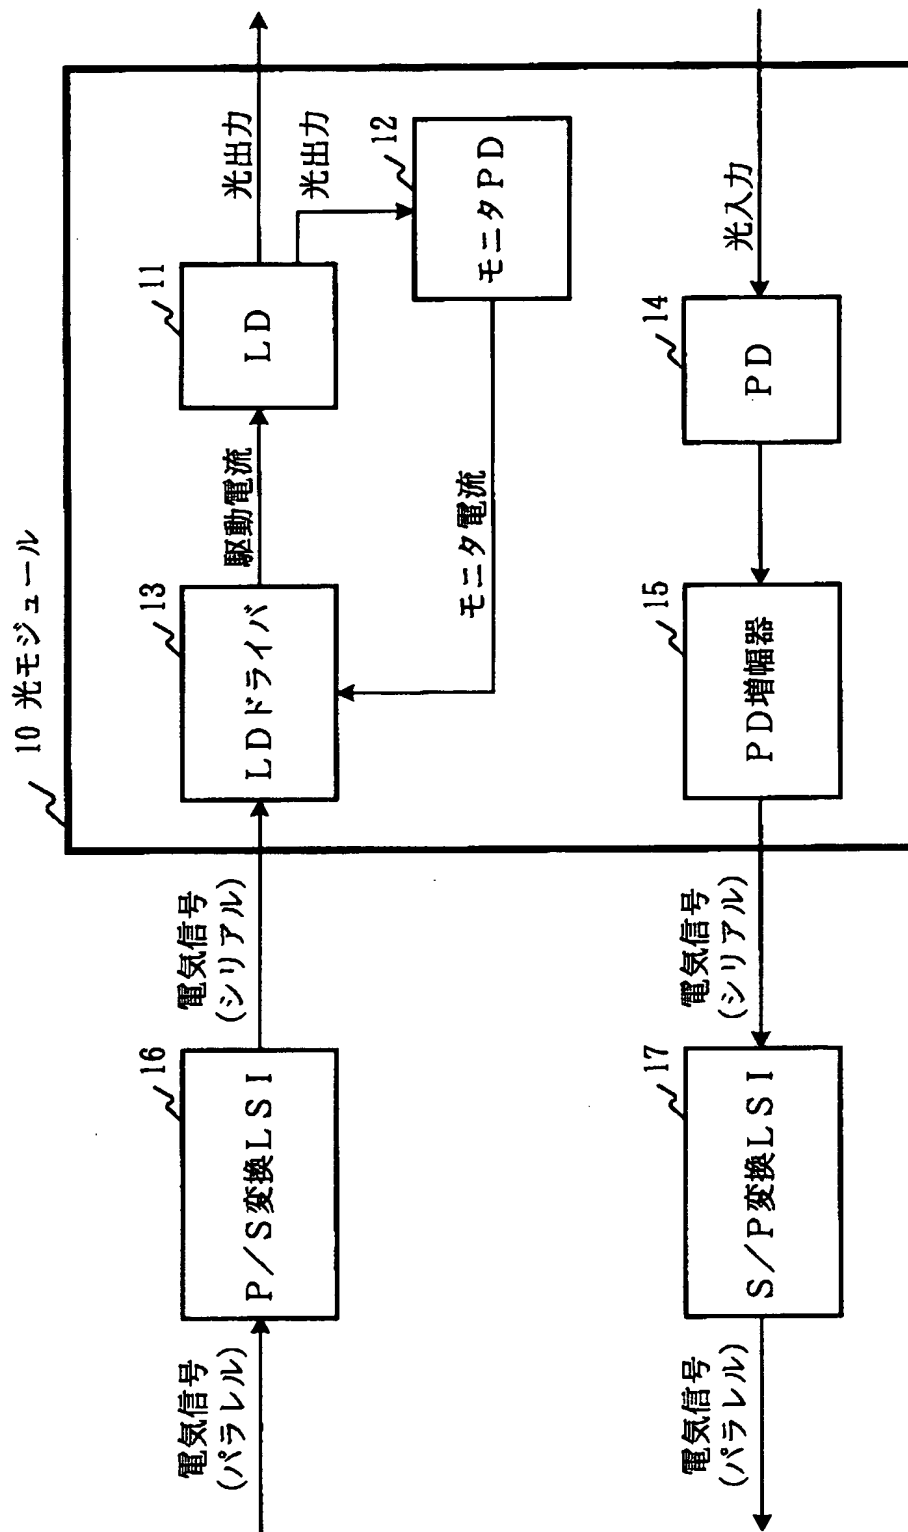 10 光モジュール
電気信号
(パラレル)
16
P/S変換LSI
電気信号
(シリアル)
13
LDドライバ
駆動電流
11
LD
光出力
光出力
12
モニタPD
モニタ電流
電気信号
(パラレル)
17
S/P変換LSI
電気信号
(シリアル)
15
PD増幅器
14
PD
光入力